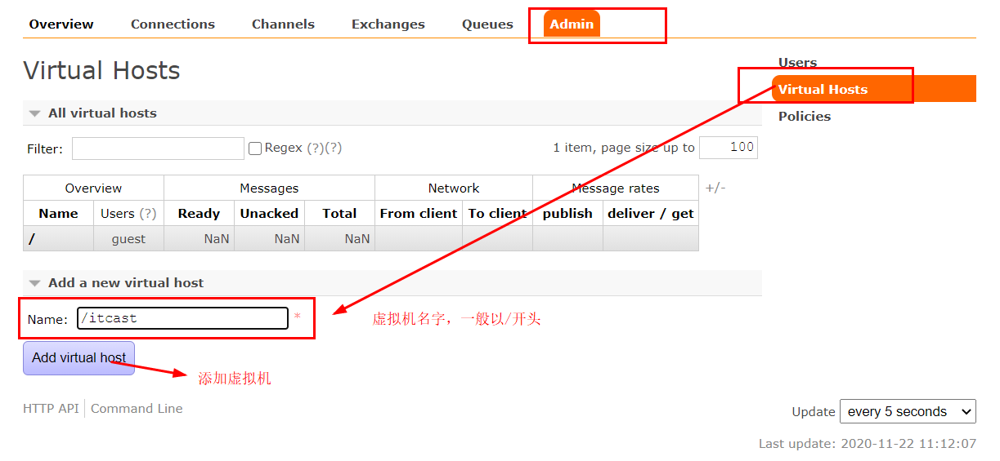 Overview Connections Channels Exchanges Queues Admin
Users
Virtual Hosts
Policies
Virtual Hosts
All virtual hosts
Filter: Regex (?)(?) 1 item, page size up to 100
Overview Messages Network Message rates +/-
Name Users (?) Ready Unacked Total From client To client publish deliver / get
/ guest NaN NaN NaN
Add a new virtual host
Name: /itcast *
虚拟机名字，一般以/开头
Add virtual host
添加虚拟机
HTTP API Command Line
Update every 5 seconds
Last update: 2020-11-22 11:12:07